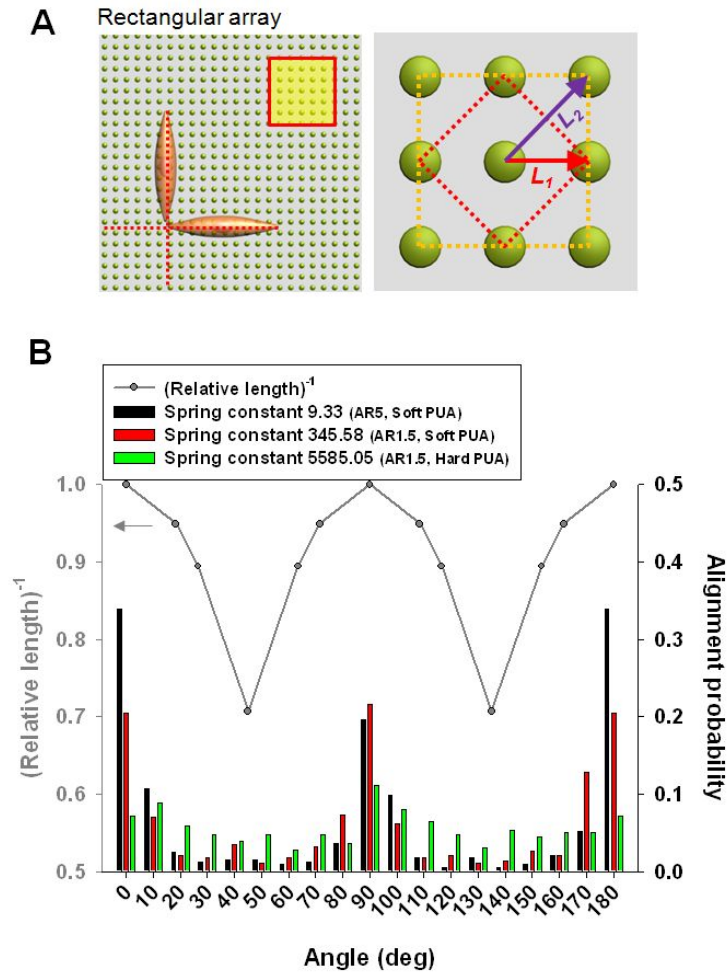 A
Rectangular array
L2
L1
B
(Relative length)-1
Spring constant 9.33 (AR5, Soft PUA)
Spring constant 345.58 (AR1.5, Soft PUA)
Spring constant 5585.05 (AR1.5, Hard PUA)
1.0
0.9
0.8
0.7
0.6
0.5
(Relative length)-1
0.5
0.4
0.3
0.2
0.1
0.0
Alignment probability
0 10 20 30 40 50 60 70 80 90 100 110 120 130 140 150 160 170 180
Angle (deg)